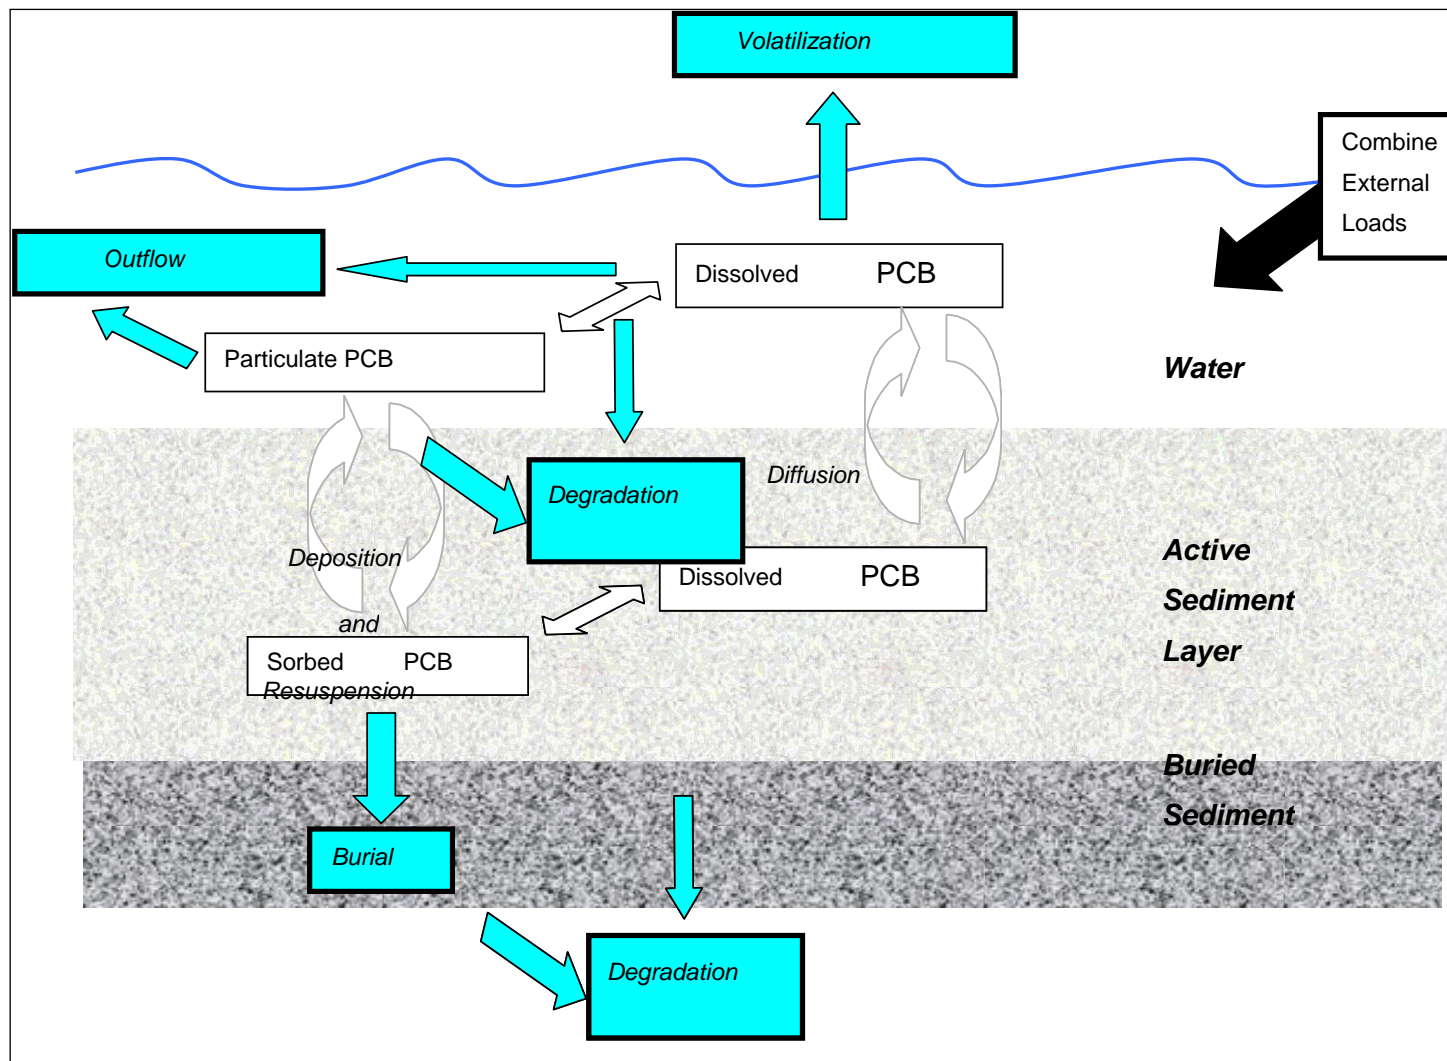 Volatilization
Combine
External
Loads
Outflow
Dissolved PCB
Particulate PCB
Water
Degradation
Diffusion
Deposition
and
Resuspension
Dissolved PCB
Active
Sediment
Layer
Sorbed PCB
Buried
Sediment
Burial
Degradation